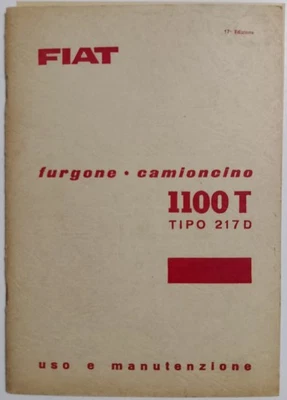 17ª Edizione
FIAT
furgone • camioncino
1100 T
TIPO 217 D
uso e manutenzione